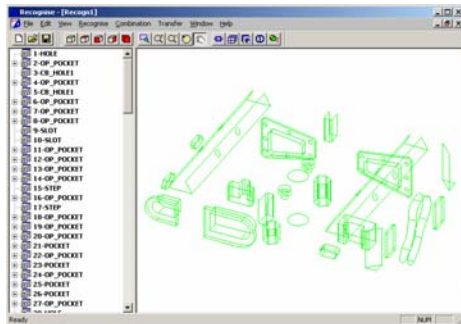 Recognise - [Recogn1]
File Edit View Recognise Combination Transfer Window Help
1-HOLE
2-OP_POCKET
3-CB_HOLE1
4-OP_POCKET
5-CB_HOLE1
6-OP_POCKET
7-OP_POCKET
8-OP_POCKET
9-SLOT
10-SLOT
11-OP_POCKET
12-OP_POCKET
13-OP_POCKET
14-OP_POCKET
15-STEP
16-OP_POCKET
17-STEP
18-OP_POCKET
19-OP_POCKET
20-OP_POCKET
21-POCKET
22-OP_POCKET
23-POCKET
24-OP_POCKET
25-POCKET
26-POCKET
27-OP_POCKET
Ready NUM